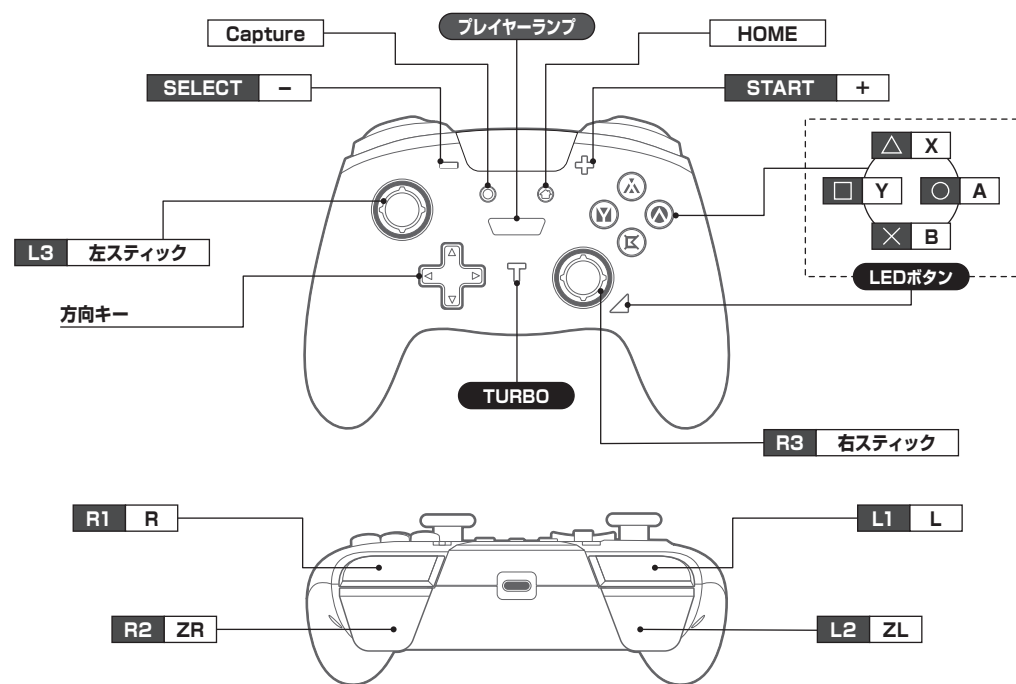 Capture
プレイヤーランプ
HOME
SELECT −
START +
△ X
□ Y
○ A
× B
LEDボタン
X
Y
A
B
L3 左スティック
方向キー
T
TURBO
R3 右スティック
R1 R
L1 L
R2 ZR
L2 ZL